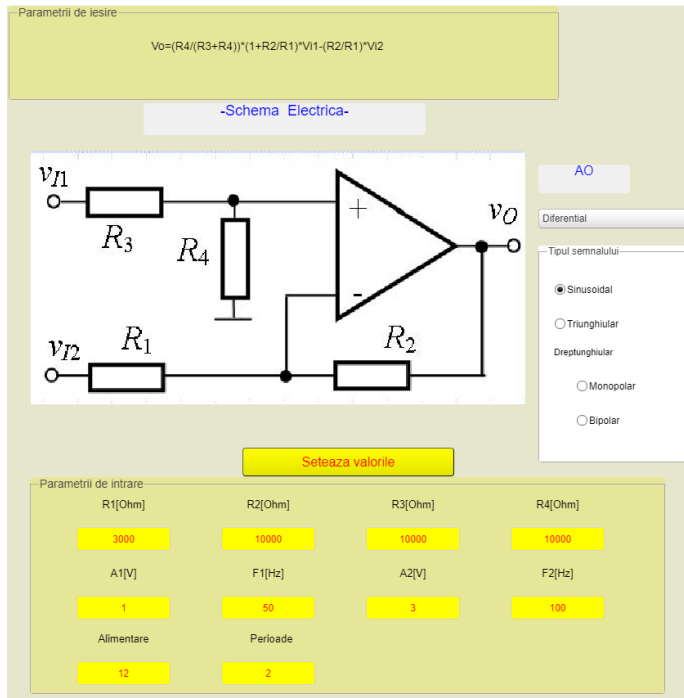 Parametrii de iesire
Vo=(R4/(R3+R4))*(1+R2/R1)*Vi1-(R2/R1)*Vi2
-Schema Electrica-
vI1
R3
R4
+
vO
-
vI2
R1
R2
AO
Diferential
Tipul semnalului
Sinusoidal
Triunghiular
Dreptunghiular
Monopolar
Bipolar
Seteaza valorile
Parametrii de intrare
R1[Ohm] R2[Ohm] R3[Ohm] R4[Ohm]
3000 10000 10000 10000
A1[V] F1[Hz] A2[V] F2[Hz]
1 50 3 100
Alimentare Perioade
12 2